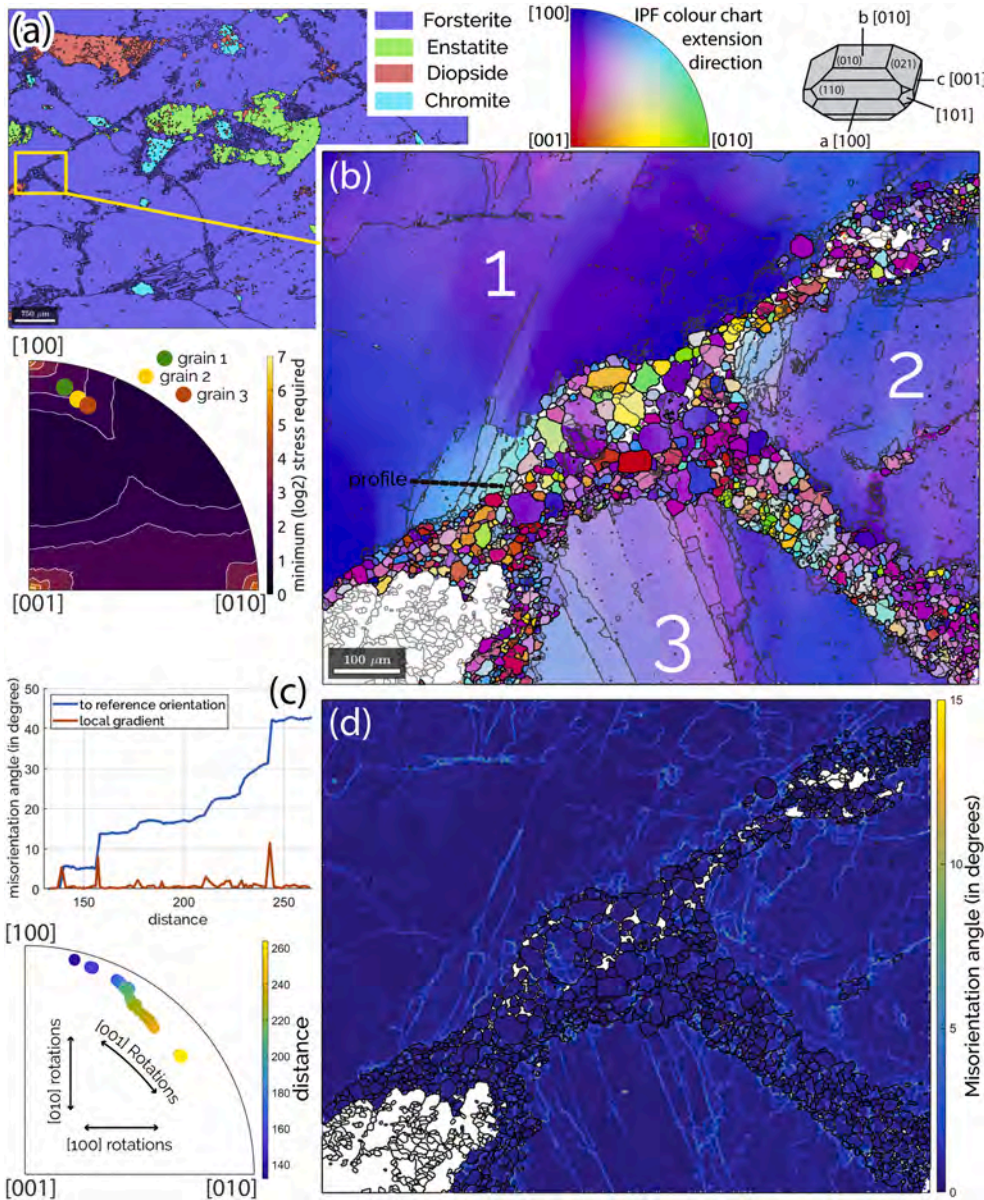 (a)
Forsterite
Enstatite
Diopside
Chromite
150 μm
[100]
IPF colour chart
extension
direction
[001]
[010]
b [010]
(010)
(021)
c [001]
(110)
[101]
a [100]
(b)
1
2
3
profile
100 μm
[100]
grain 1
grain 2
grain 3
[001]
[010]
7
6
5
4
3
2
1
0
minimum (log2) stress required
(c)
50
40
30
20
10
0
misorientation angle (in degree)
to reference orientation
local gradient
150
200
250
distance
[100]
[001] Rotations
[010] rotations
[100] rotations
[001]
[010]
260
240
220
200
180
160
140
distance
(d)
15
10
5
0
Misorientation angle (in degrees)